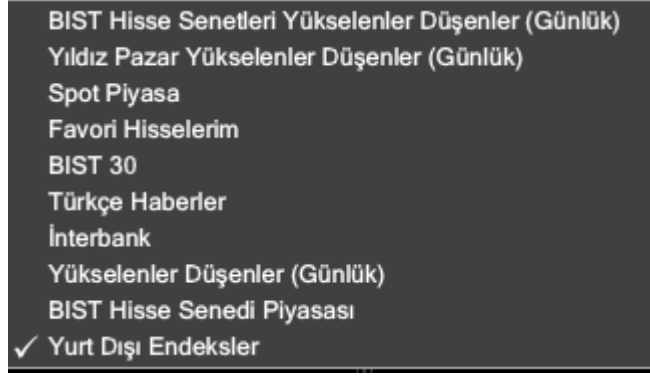 BIST Hisse Senetleri Yükselenler Düşenler (Günlük)
Yıldız Pazar Yükselenler Düşenler (Günlük)
Spot Piyasa
Favori Hisselerim
BIST 30
Türkçe Haberler
İnterbank
Yükselenler Düşenler (Günlük)
BIST Hisse Senedi Piyasası
✓ Yurt Dışı Endeksler